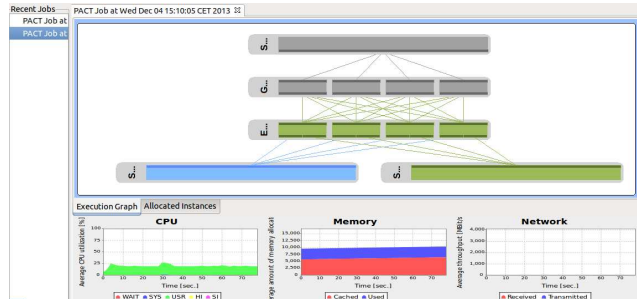 Recent Jobs
PACT Job at Wed Dec 04 15:10:05 CET 2013
PACT Job at
PACT Job at
S...
G...
E...
S...
S...
Execution Graph
Allocated Instances
CPU
Memory
Network
Average CPU utilization [%]
100
75
50
25
0
0 10 20 30 40 50 60 70
Time [sec.]
WAIT SYS USR HI SI
erage amount of memory allocat
15,000
12,500
10,000
7,500
5,000
2,500
0
0 10 20 30 40 50 60 70
Time [sec.]
Cached Used
Average throughput [MBit/s
4,000
3,000
2,000
1,000
0
0 10 20 30 40 50 60 70
Time [sec.]
Received Transmitted